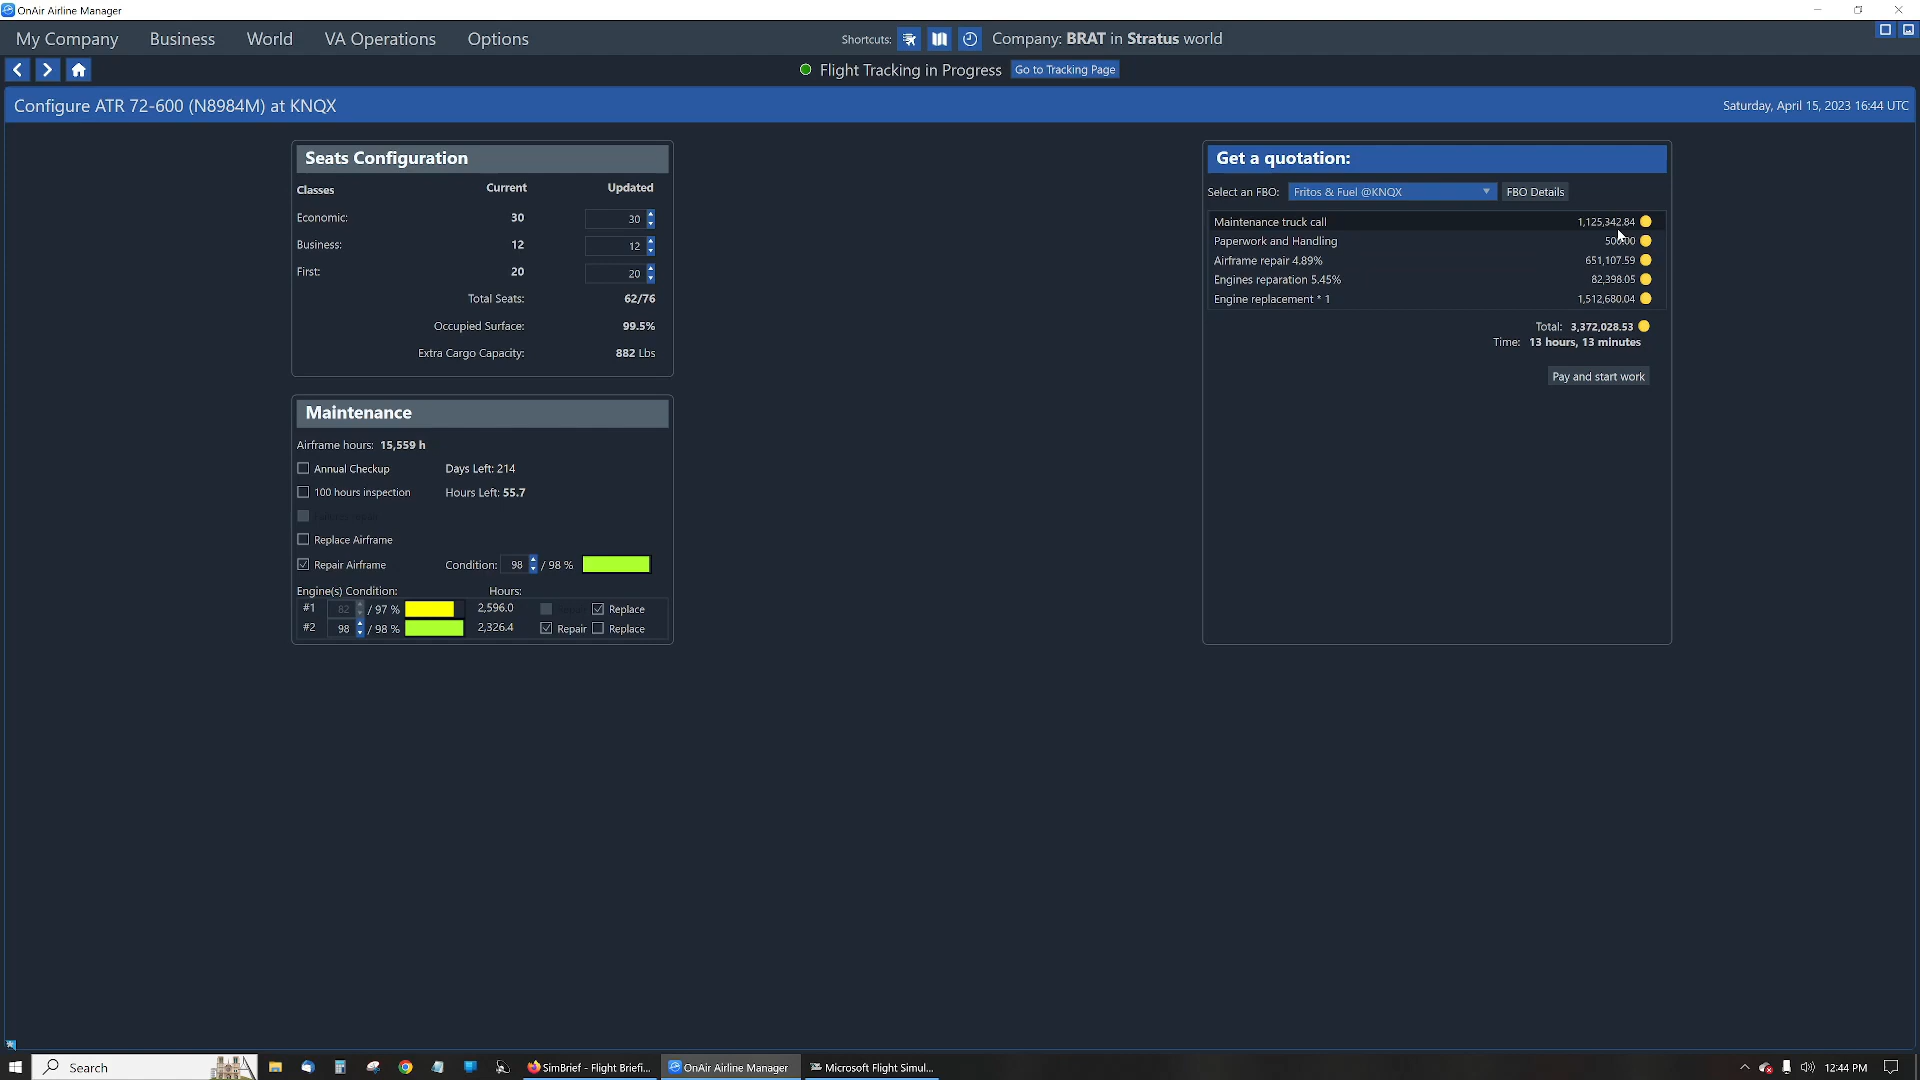 OnAir Airline Manager
My Company Business World VA Operations Options Shortcuts: Company: BRAT in Stratus world
Flight Tracking in Progress Go to Tracking Page
Configure ATR 72-600 (N8984M) at KNQX Saturday, April 15, 2023 16:44 UTC
Seats Configuration
Classes Current Updated
Economic: 30 30
Business: 12 12
First: 20 20
Total Seats: 62/76
Occupied Surface: 99.5%
Extra Cargo Capacity: 882 Lbs
Maintenance
Airframe hours: 15,559 h
Annual Checkup Days Left: 214
100 hours inspection Hours Left: 55.7
Replace Airframe
Repair Airframe Condition: 98 / 98 %
Engine(s) Condition: Hours:
#1 82 / 97 % 2,596.0 Replace
#2 98 / 98 % 2,326.4 Repair Replace
Get a quotation:
Select an FBO: Fritos & Fuel @KNQX FBO Details
Maintenance truck call 1,125,342.84
Paperwork and Handling 500.00
Airframe repair 4.89% 651,107.59
Engines reparation 5.45% 82,398.05
Engine replacement * 1 1,512,680.04
Total: 3,372,028.53
Time: 13 hours, 13 minutes
Pay and start work
Search SimBrief - Flight Briefi... OnAir Airline Manager Microsoft Flight Simul... 12:44 PM